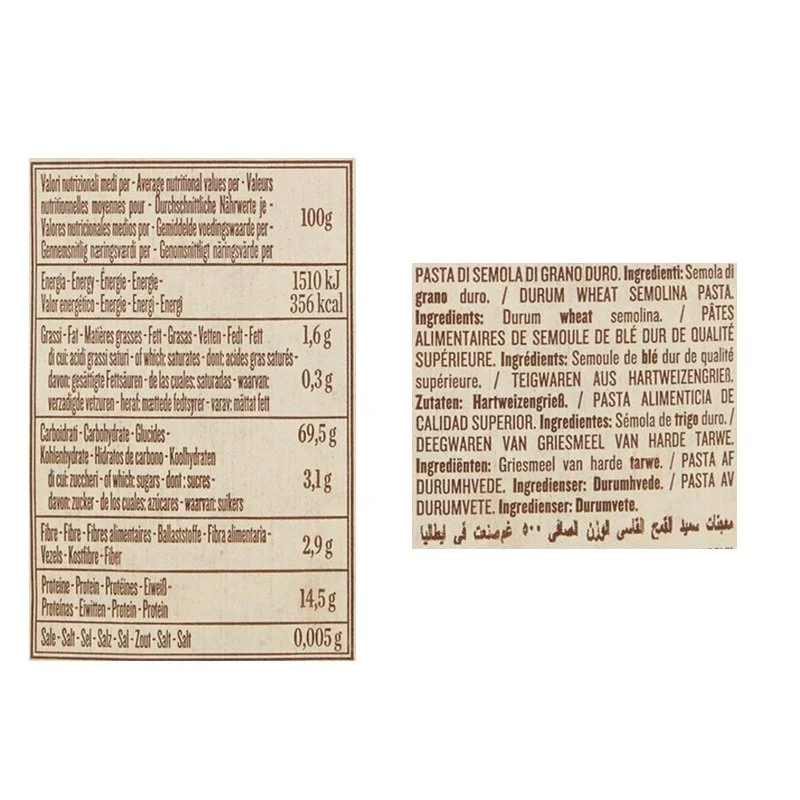 Valori nutrizionali medi per - Average nutritional values per - Valeurs
nutritionnelles moyennes pour - Durchschnittliche Nährwerte je -
Valores nutricionales medios por - Gemiddelde voedingswaarde per -
Gennemsnitlig næringsværdi per - Genomsnittligt näringsvärde per
100g
Energia - Energy - Énergie - Energie -
Valor energético - Energie - Energi - Energi
1510 kJ
356 kcal
Grassi - Fat - Matières grasses - Fett - Grasas - Vetten - Fedt - Fett
1,6 g
di cui: acidi grassi saturi - of which: saturates - dont: acides gras saturés -
davon: gesättigte Fettsäuren - de las cuales: saturadas - waarvan:
verzadigde vetzuren - heraf: mættede fedtsyrer - varav: mättat fett
0,3 g
Carboidrati - Carbohydrate - Glucides -
Kohlenhydrate - Hidratos de carbono - Koolhydraten
69,5 g
di cui: zuccheri - of which: sugars - dont : sucres -
davon: zucker - de los cuales: azúcares - waarvan: suikers
3,1 g
Fibre - Fibre - Fibres alimentaires - Ballaststoffe - Fibra alimentaria -
Vezels - Kostfibre - Fiber
2,9 g
Proteine - Protein - Protéines - Eiweiß -
Proteínas - Eiwitten - Protein - Protein
14,5 g
Sale - Salt - Sel - Salz - Sal - Zout - Salt - Salt
0,005 g
PASTA DI SEMOLA DI GRANO DURO. Ingredienti: Semola di
grano duro. / DURUM WHEAT SEMOLINA PASTA.
Ingredients: Durum wheat semolina. / PÂTES
ALIMENTAIRES DE SEMOULE DE BLÉ DUR DE QUALITÉ
SUPÉRIEURE. Ingrédients: Semoule de blé dur de qualité
supérieure. / TEIGWAREN AUS HARTWEIZENGRIEß.
Zutaten: Hartweizengrieß. / PASTA ALIMENTICIA DE
CALIDAD SUPERIOR. Ingredientes: Sémola de trigo duro. /
DEEGWAREN VAN GRIESMEEL VAN HARDE TARWE.
Ingrediënten: Griesmeel van harde tarwe. / PASTA AF
DURUMHVEDE. Ingredienser: Durumhvede. / PASTA AV
DURUMVETE. Ingredienser: Durumvete.
معجنات سميد القمح القاسي الوزن الصافي ٥٠٠ غم صنعت في ايطاليا